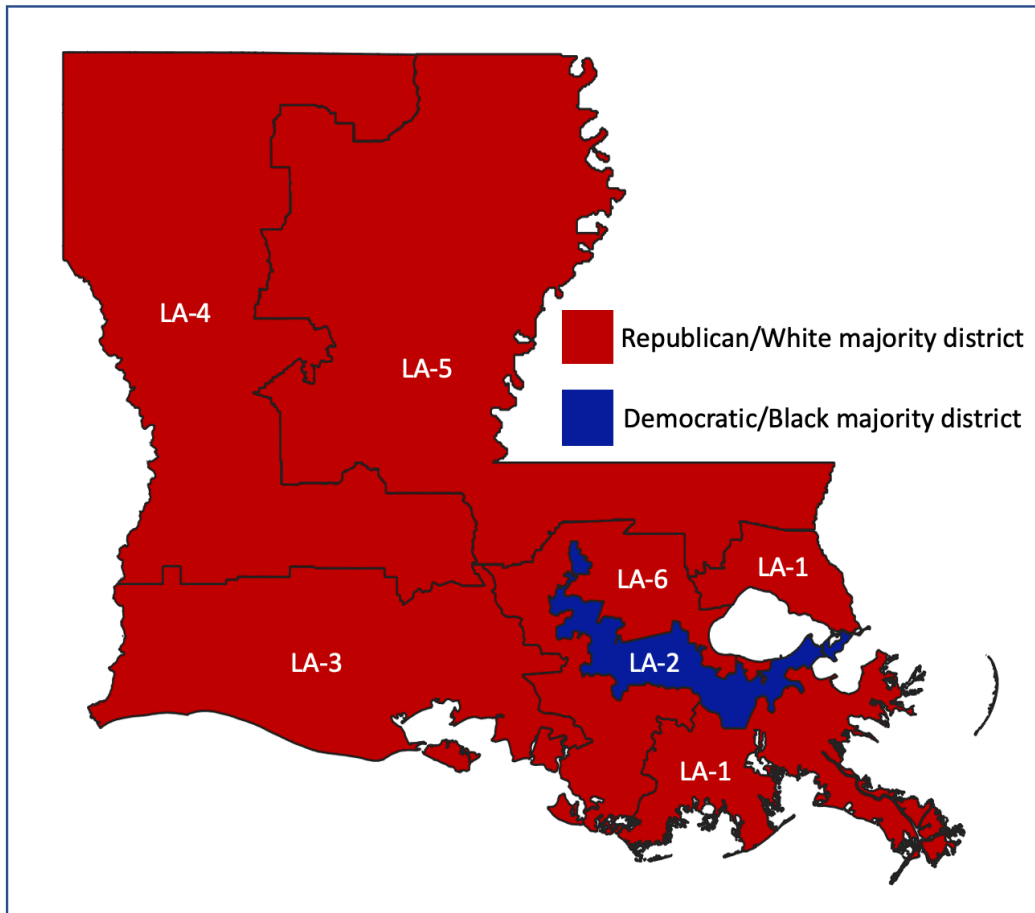 LA-4
Republican/White majority district
LA-5
Democratic/Black majority district
LA-1
LA-6
LA-3
LA-2
LA-1